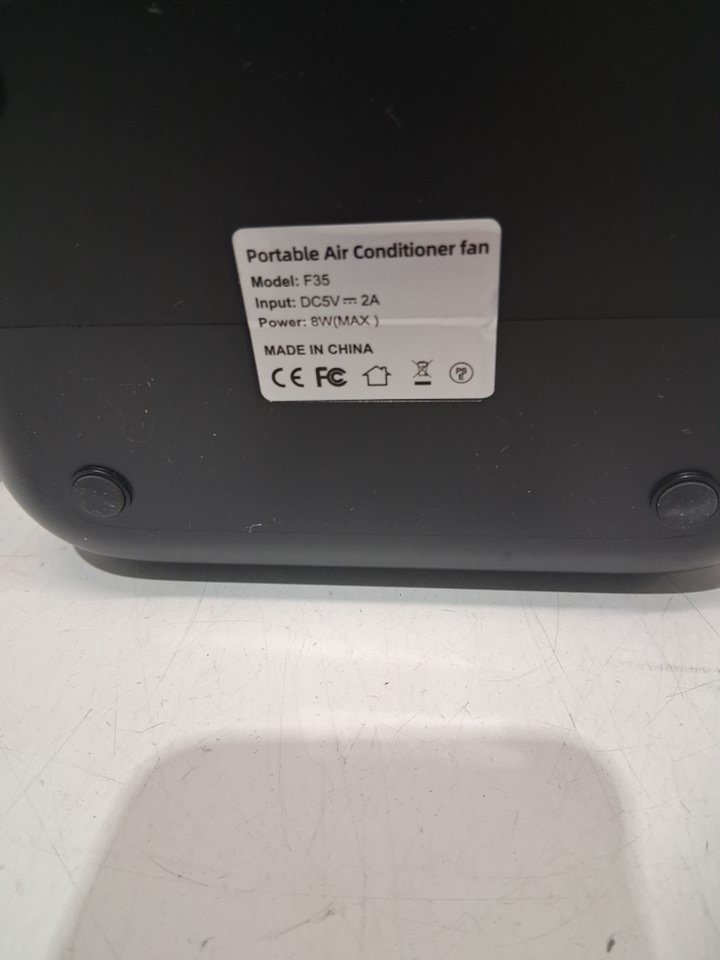 Portable Air Conditioner fan
Model: F35
Input: DC5V⎓2A
Power: 8W(MAX )
MADE IN CHINA
CE FC